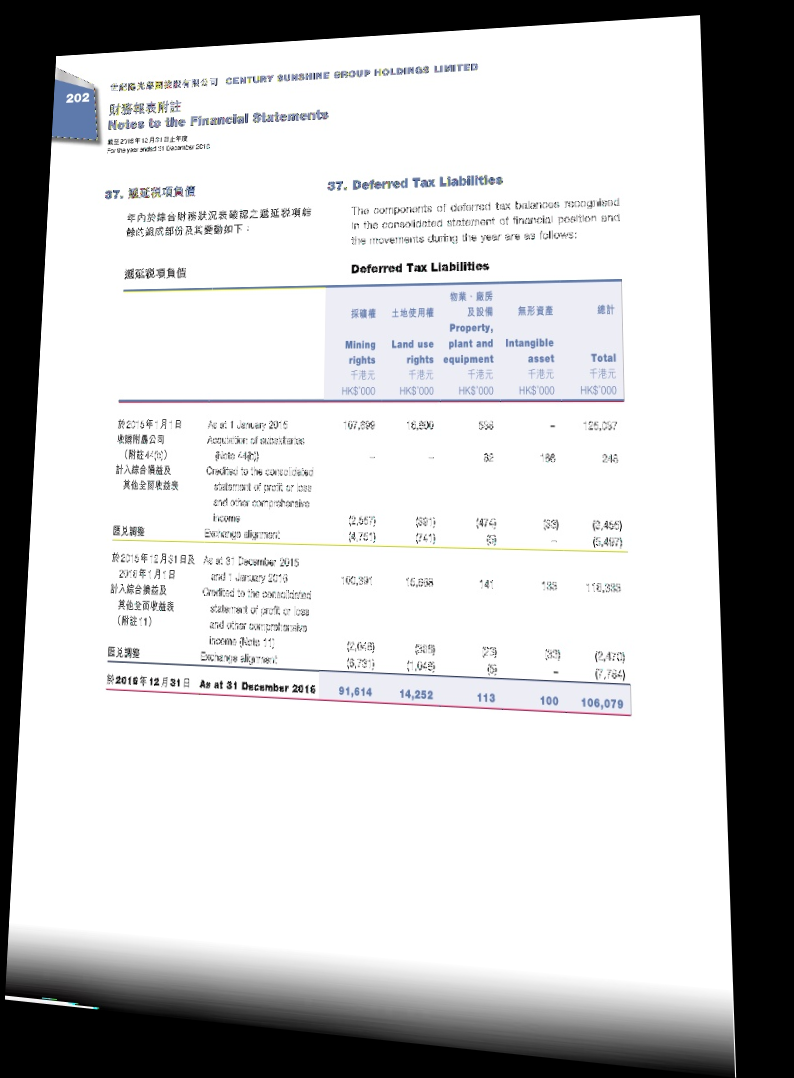 202
世紀陽光集團控股有限公司 CENTURY SUNSHINE GROUP HOLDINGS LIMITED
財務報表附註
Notes to the Financial Statements
截至2016年12月31日止年度
For the year ended 31 December 2016
37. 遞延税項負債
年內於綜合財務狀況表確認之遞延税項結
餘的組成部份及其變動如下：
遞延税項負債
37. Deferred Tax Liabilities
The components of deferred tax balances recognised
in the consolidated statement of financial position and
the movements during the year are as follows:
Deferred Tax Liabilities
物業、廠房
採礦權 土地使用權 及設備 無形資產 總計
Property,
Mining Land use plant and Intangible
rights rights equipment asset Total
千港元 千港元 千港元 千港元 千港元
HK$'000 HK$'000 HK$'000 HK$'000 HK$'000
於2015年1月1日 As at 1 January 2015 107,699 16,800 538 – 125,037
收購附屬公司 Acquisition of subsidiaries
（附註44(b)） (Note 44(b)) – – 82 166 248
計入綜合損益及 Credited to the consolidated
其他全面收益表 statement of profit or loss
and other comprehensive
income (2,557) (391) (474) (33) (3,455)
匯兑調整 Exchange alignment (4,751) (741) (5) – (5,497)
於2015年12月31日及 As at 31 December 2015
2016年1月1日 and 1 January 2016 100,391 15,668 141 133 116,333
計入綜合損益及 Credited to the consolidated
其他全面收益表 statement of profit or loss
（附註11） and other comprehensive
income (Note 11) (2,046) (368) (23) (33) (2,470)
匯兑調整 Exchange alignment (6,731) (1,048) (5) – (7,784)
於2016年12月31日 As at 31 December 2016 91,614 14,252 113 100 106,079